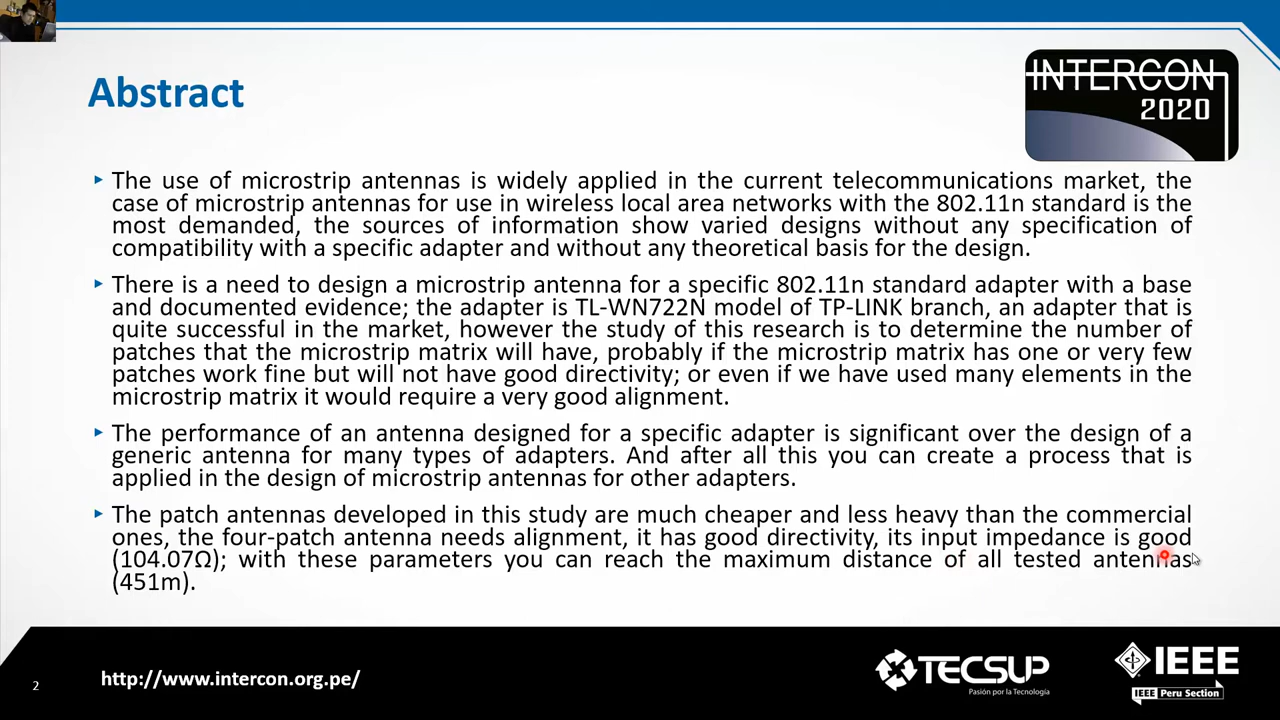 Abstract
INTERCON
2020
The use of microstrip antennas is widely applied in the current telecommunications market, the
case of microstrip antennas for use in wireless local area networks with the 802.11n standard is the
most demanded, the sources of information show varied designs without any specification of
compatibility with a specific adapter and without any theoretical basis for the design.
There is a need to design a microstrip antenna for a specific 802.11n standard adapter with a base
and documented evidence; the adapter is TL-WN722N model of TP-LINK branch, an adapter that is
quite successful in the market, however the study of this research is to determine the number of
patches that the microstrip matrix will have, probably if the microstrip matrix has one or very few
patches work fine but will not have good directivity; or even if we have used many elements in the
microstrip matrix it would require a very good alignment.
The performance of an antenna designed for a specific adapter is significant over the design of a
generic antenna for many types of adapters. And after all this you can create a process that is
applied in the design of microstrip antennas for other adapters.
The patch antennas developed in this study are much cheaper and less heavy than the commercial
ones, the four-patch antenna needs alignment, it has good directivity, its input impedance is good
(104.07Ω); with these parameters you can reach the maximum distance of all tested antennas
(451m).
2
http://www.intercon.org.pe/
TECSUP
Pasión por la Tecnología
IEEE
IEEE Peru Section